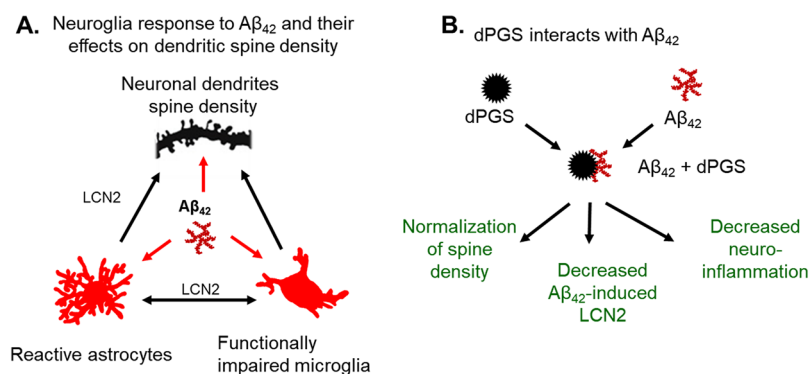 A.
Neuroglia response to Aβ₄₂ and their
effects on dendritic spine density
Neuronal dendrites
spine density
LCN2
Aβ₄₂
LCN2
Reactive astrocytes
Functionally
impaired microglia
B.
dPGS interacts with Aβ₄₂
dPGS
Aβ₄₂
Aβ₄₂ + dPGS
Normalization
of spine
density
Decreased
Aβ₄₂-induced
LCN2
Decreased
neuro-
inflammation